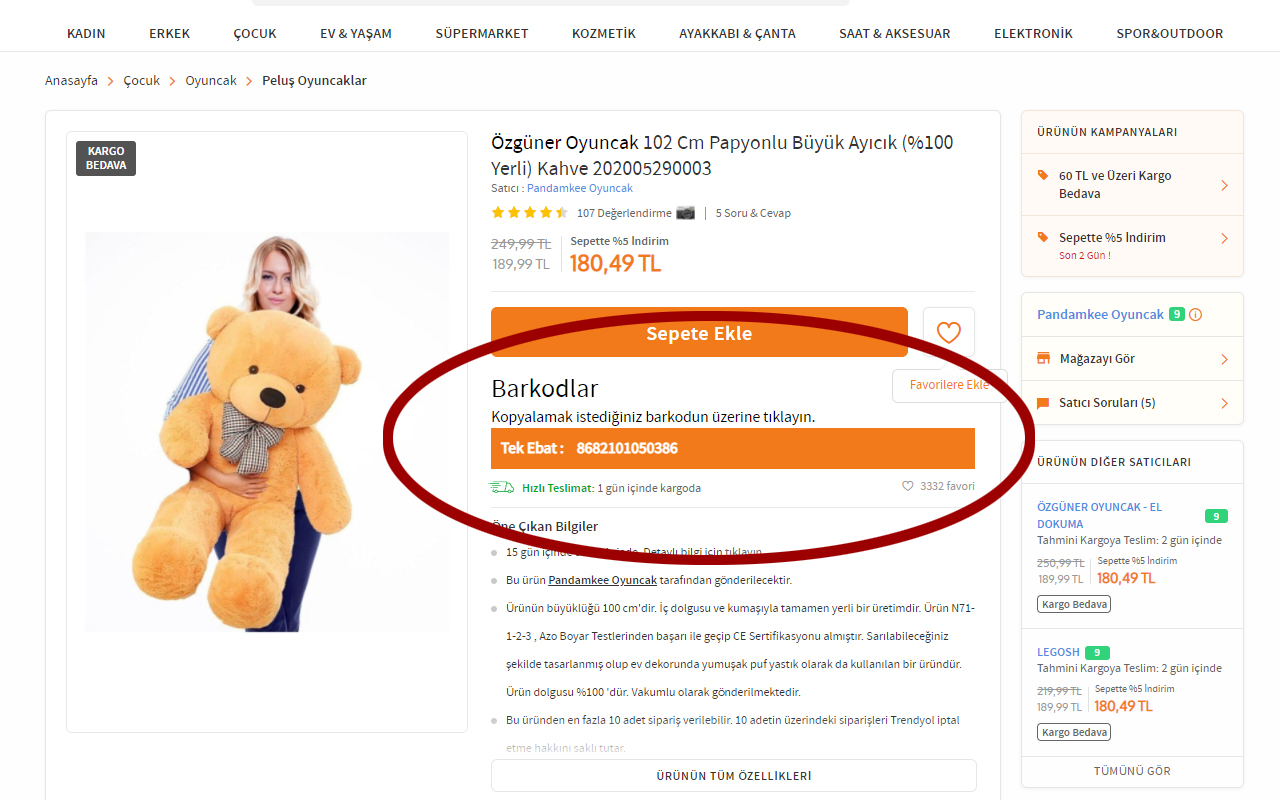 KADIN ERKEK ÇOCUK EV & YAŞAM SÜPERMARKET KOZMETİK AYAKKABI & ÇANTA SAAT & AKSESUAR ELEKTRONİK SPOR&OUTDOOR
Anasayfa Çocuk Oyuncak Peluş Oyuncaklar
KARGO
BEDAVA
Özgüner Oyuncak 102 Cm Papyonlu Büyük Ayıcık (%100
Yerli) Kahve 202005290003
Satıcı : Pandamkee Oyuncak
107 Değerlendirme | 5 Soru & Cevap
249,99 TL
189,99 TL
Sepette %5 İndirim
180,49 TL
Sepete Ekle
Favorilere Ekle
Barkodlar
Kopyalamak istediğiniz barkodun üzerine tıklayın.
Tek Ebat : 8682101050386
Hızlı Teslimat: 1 gün içinde kargoda
3332 favori
Öne Çıkan Bilgiler
15 gün içinde Detaylı bilgi için tıklayın.
Bu ürün Pandamkee Oyuncak tarafından gönderilecektir.
Ürünün büyüklüğü 100 cm'dir. İç dolgusu ve kumaşıyla tamamen yerli bir üretimdir. Ürün N71-
1-2-3 , Azo Boyar Testlerinden başarı ile geçip CE Sertifikasyonu almıştır. Sarılabileceğiniz
şekilde tasarlanmış olup ev dekorunda yumuşak puf yastık olarak da kullanılan bir üründür.
Ürün dolgusu %100 'dür. Vakumlu olarak gönderilmektedir.
Bu üründen en fazla 10 adet sipariş verilebilir. 10 adetin üzerindeki siparişleri Trendyol iptal
etme hakkını saklı tutar.
ÜRÜNÜN TÜM ÖZELLİKLERİ
ÜRÜNÜN KAMPANYALARI
60 TL ve Üzeri Kargo
Bedava
Sepette %5 İndirim
Son 2 Gün !
Pandamkee Oyuncak 9
Mağazayı Gör
Satıcı Soruları (5)
ÜRÜNÜN DİĞER SATICILARI
ÖZGÜNER OYUNCAK - EL
DOKUMA
9
Tahmini Kargoya Teslim: 2 gün içinde
250,99 TL
189,99 TL
Sepette %5 İndirim
180,49 TL
Kargo Bedava
LEGOSH 9
Tahmini Kargoya Teslim: 2 gün içinde
219,99 TL
189,99 TL
Sepette %5 İndirim
180,49 TL
Kargo Bedava
TÜMÜNÜ GÖR